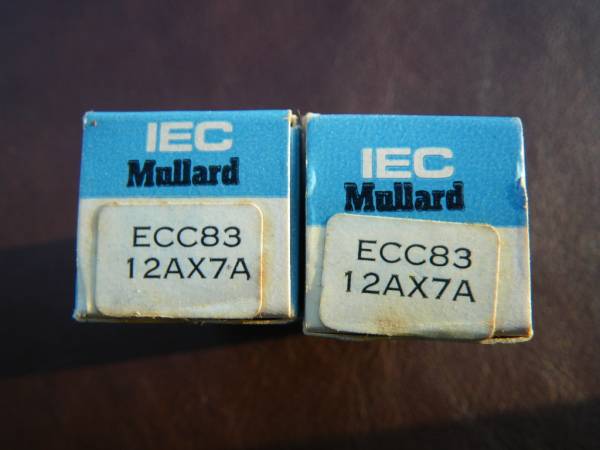 IEC
Mullard
ECC83
12AX7A
IEC
Mullard
ECC83
12AX7A